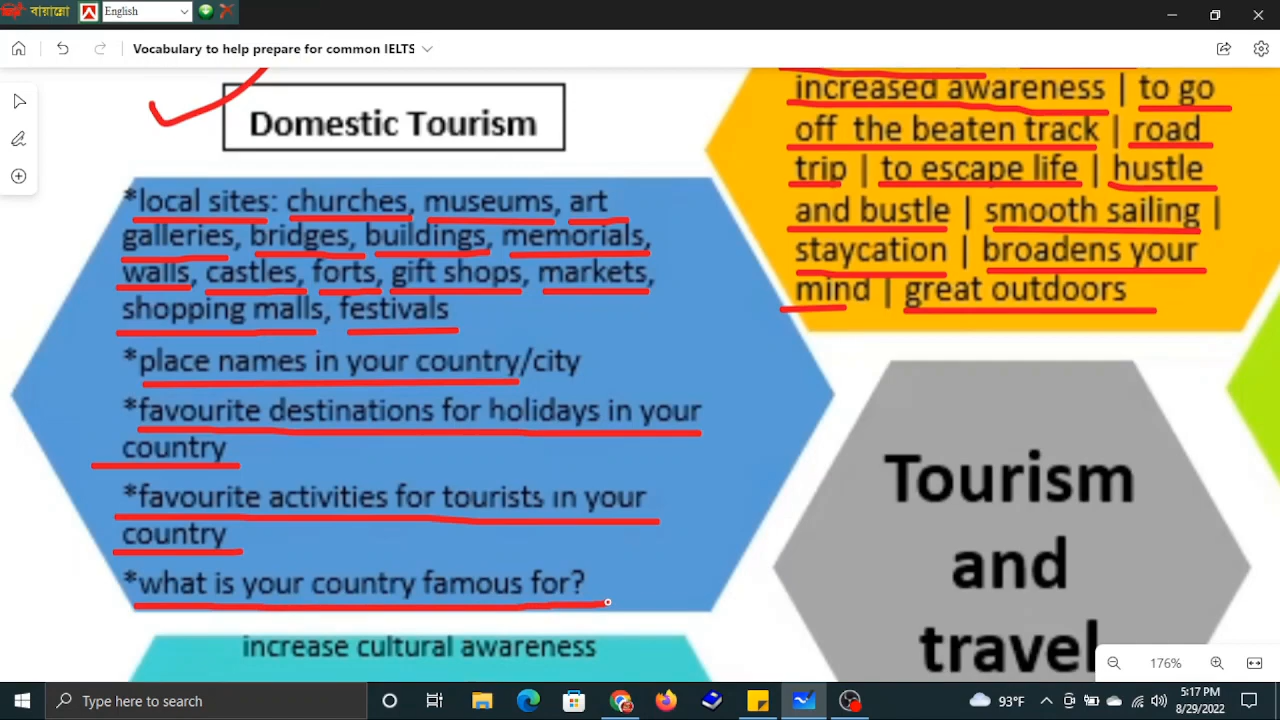 বায়ান্নো
English
Vocabulary to help prepare for common IELTS
Domestic Tourism
*local sites: churches, museums, art
galleries, bridges, buildings, memorials,
walls, castles, forts, gift shops, markets,
shopping malls, festivals
*place names in your country/city
*favourite destinations for holidays in your
country
*favourite activities for tourists in your
country
*what is your country famous for?
increased awareness | to go
off the beaten track | road
trip | to escape life | hustle
and bustle | smooth sailing |
staycation | broadens your
mind | great outdoors
Tourism
and
travel
increase cultural awareness
176%
Type here to search
93°F
5:17 PM
8/29/2022